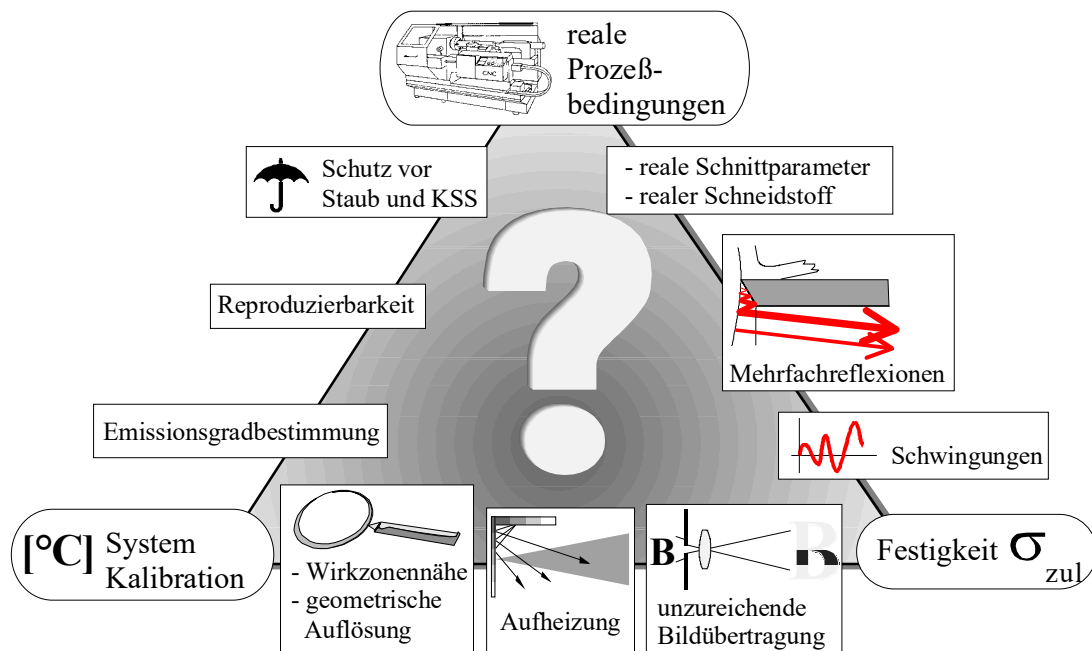 reale
Prozeß-
bedingungen
CNC
Schutz vor
Staub und KSS
- reale Schnittparameter
- realer Schneidstoff
Reproduzierbarkeit
Mehrfachreflexionen
Emissionsgradbestimmung
Schwingungen
[°C] System
Kalibration
- Wirkzonennähe
- geometrische
Auflösung
Aufheizung
B B
unzureichende
Bildübertragung
Festigkeit σ zul
?